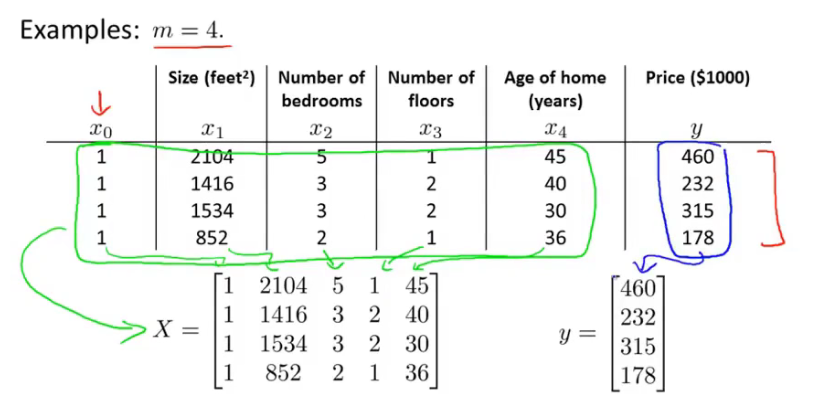 Examples: m = 4.
Size (feet²) Number of bedrooms Number of floors Age of home (years) Price ($1000)
x₀ x₁ x₂ x₃ x₄ y
1 2104 5 1 45 460
1 1416 3 2 40 232
1 1534 3 2 30 315
1 852 2 1 36 178
X = [1 2104 5 1 45
1 1416 3 2 40
1 1534 3 2 30
1 852 2 1 36]
y = [460
232
315
178]